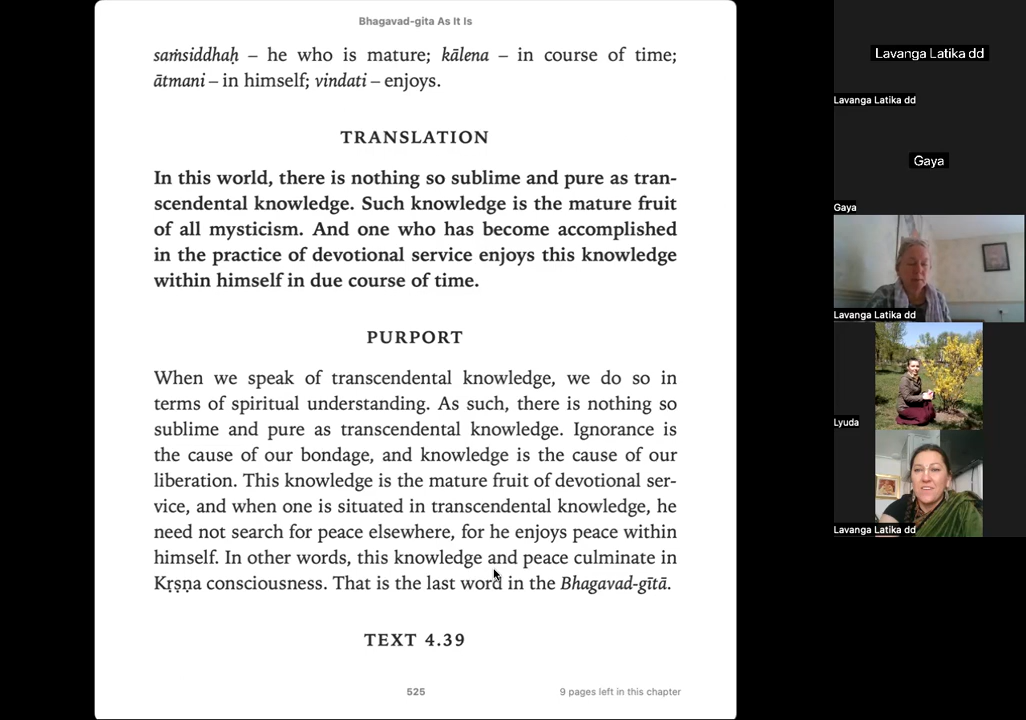 Bhagavad-gita As It Is
saṁsiddhaḥ – he who is mature; kālena – in course of time;
ātmani – in himself; vindati – enjoys.
TRANSLATION
In this world, there is nothing so sublime and pure as tran-
scendental knowledge. Such knowledge is the mature fruit
of all mysticism. And one who has become accomplished
in the practice of devotional service enjoys this knowledge
within himself in due course of time.
PURPORT
When we speak of transcendental knowledge, we do so in
terms of spiritual understanding. As such, there is nothing so
sublime and pure as transcendental knowledge. Ignorance is
the cause of our bondage, and knowledge is the cause of our
liberation. This knowledge is the mature fruit of devotional ser-
vice, and when one is situated in transcendental knowledge, he
need not search for peace elsewhere, for he enjoys peace within
himself. In other words, this knowledge and peace culminate in
Kṛṣṇa consciousness. That is the last word in the Bhagavad-gītā.
TEXT 4.39
525
9 pages left in this chapter
Lavanga Latika dd
Lavanga Latika dd
Gaya
Gaya
Lavanga Latika dd
Lyuda
Lavanga Latika dd